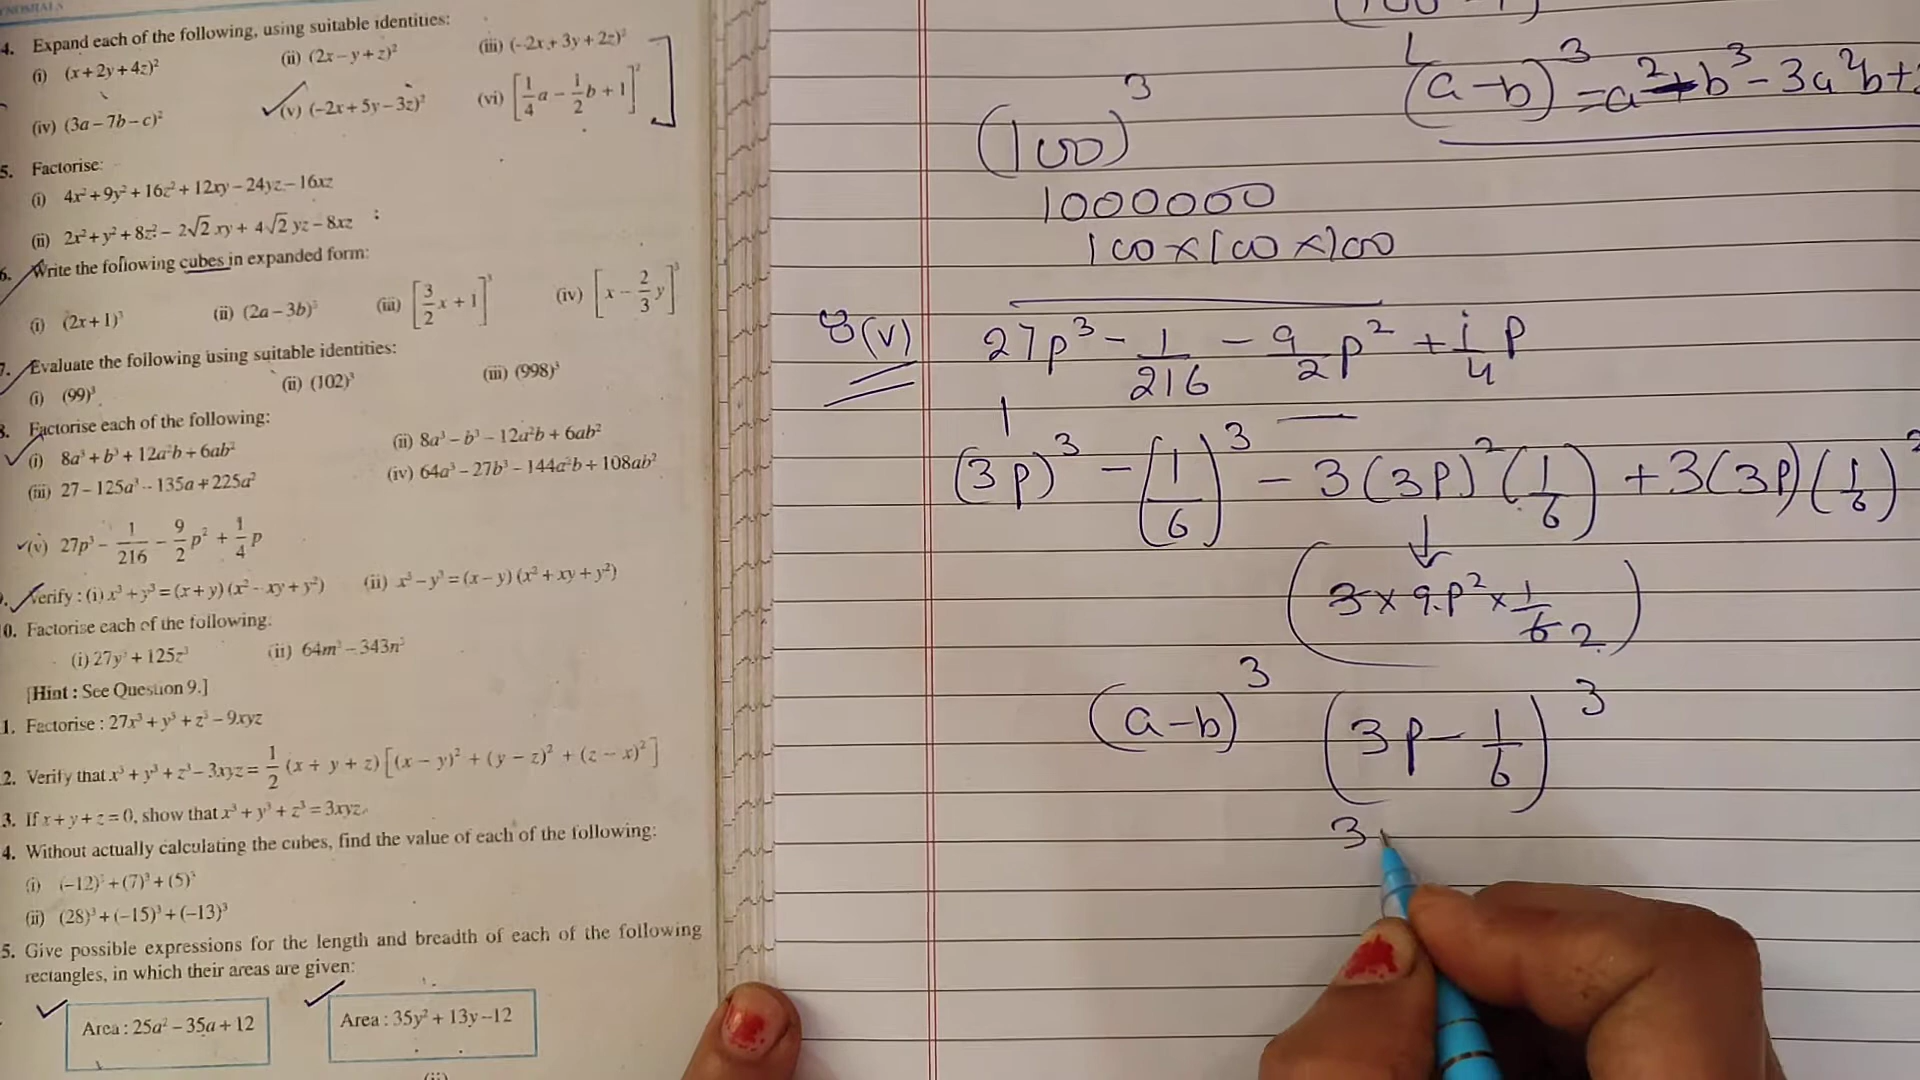 4. Expand each of the following, using suitable identities:
(i) (x+2y+4z)² (ii) (2x−y+z)² (iii) (−2x+3y+2z)²
(iv) (3a−7b−c)² (v) (−2x+5y−3z)² (vi) [1/4 a − 1/2 b + 1]²
5. Factorise:
(i) 4x²+9y²+16z²+12xy−24yz−16xz
(ii) 2x²+y²+8z²−2√2 xy+4√2 yz−8xz
6. Write the following cubes in expanded form:
(i) (2x+1)³ (ii) (2a−3b)³ (iii) [3/2 x + 1]³ (iv) [x − 2/3 y]³
7. Evaluate the following using suitable identities:
(i) (99)³ (ii) (102)³ (iii) (998)³
8. Factorise each of the following:
(i) 8a³+b³+12a²b+6ab² (ii) 8a³−b³−12a²b+6ab²
(iii) 27−125a³−135a+225a² (iv) 64a³−27b³−144a²b+108ab²
(v) 27p³ − 1/216 − 9/2 p² + 1/4 p
Verify : (i) x³+y³=(x+y)(x²−xy+y²) (ii) x³−y³=(x−y)(x²+xy+y²)
0. Factorise each of the following:
(i) 27y³+125z³ (ii) 64m³−343n³
[Hint : See Question 9.]
1. Factorise : 27x³+y³+z³−9xyz
2. Verify that x³+y³+z³−3xyz = 1/2 (x+y+z)[(x−y)²+(y−z)²+(z−x)²]
3. If x+y+z=0, show that x³+y³+z³=3xyz.
4. Without actually calculating the cubes, find the value of each of the following:
(i) (−12)³+(7)³+(5)³
(ii) (28)³+(−15)³+(−13)³
5. Give possible expressions for the length and breadth of each of the following
rectangles, in which their areas are given:
Area : 25a²−35a+12 Area : 35y²+13y−12
(a−b)³=a²+b³−3a²b+
(100)³
1000000
100×100×100
8(v) 27p³ − 1/216 − 9/2 p² + 1/4 p
(3p)³ − (1/6)³ − 3(3p)²(1/6) + 3(3p)(1/6)²
(3×9p²×1/6 2)
(a−b)³ (3p − 1/6)³
3